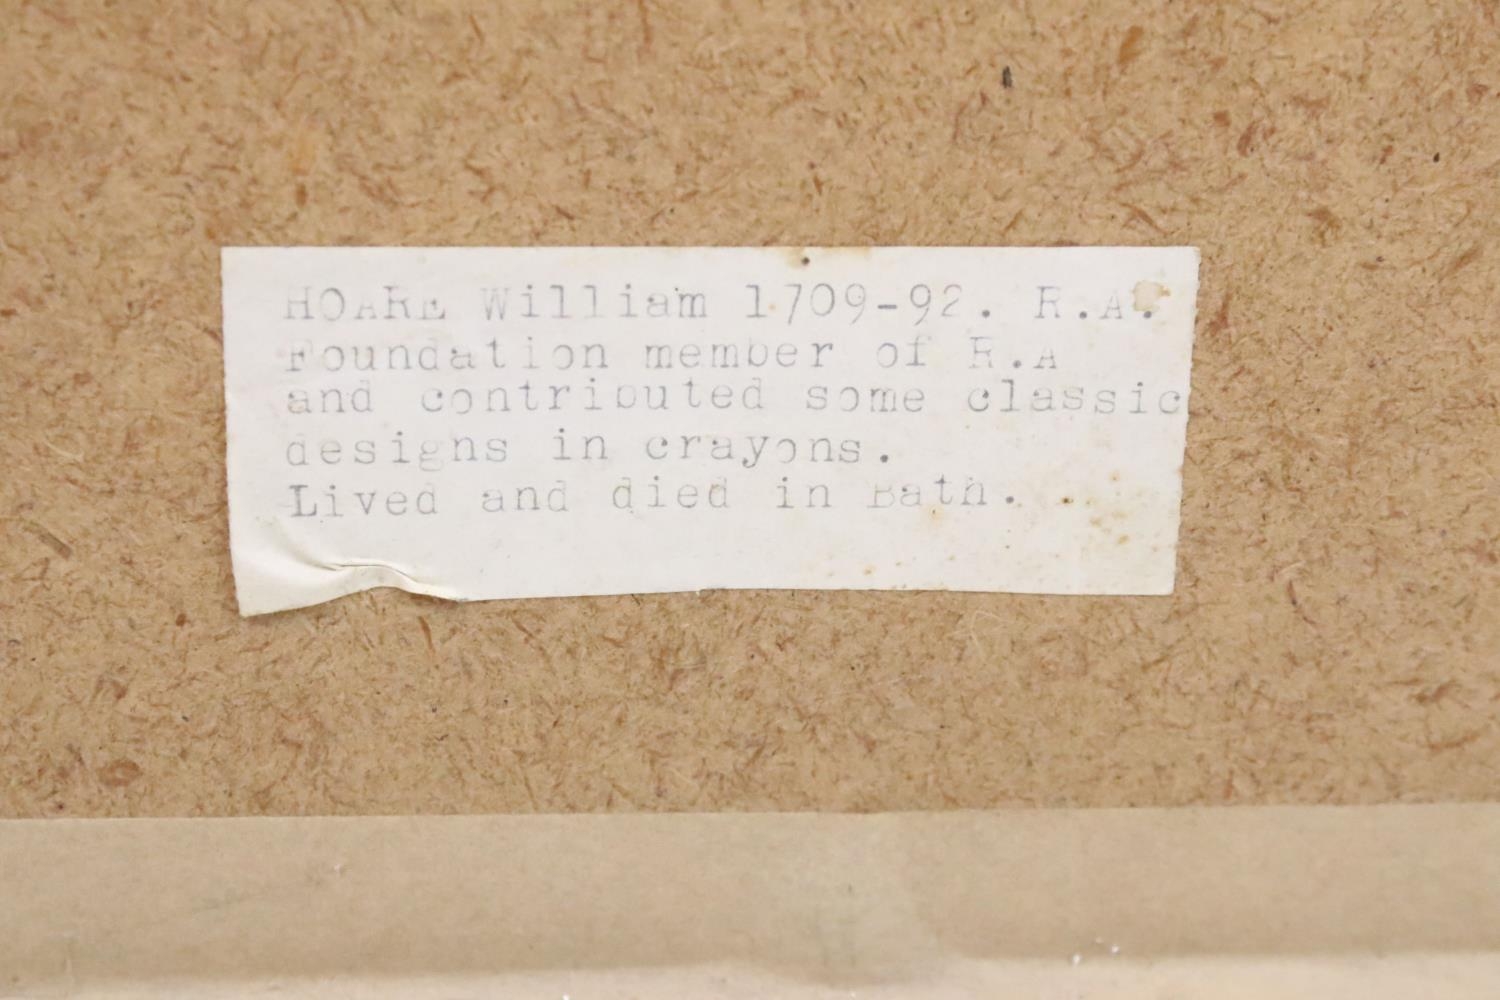 HOARE William 1709-92. R.A.
Foundation member of R.A
and contributed some classic
designs in crayons.
Lived and died in Bath.